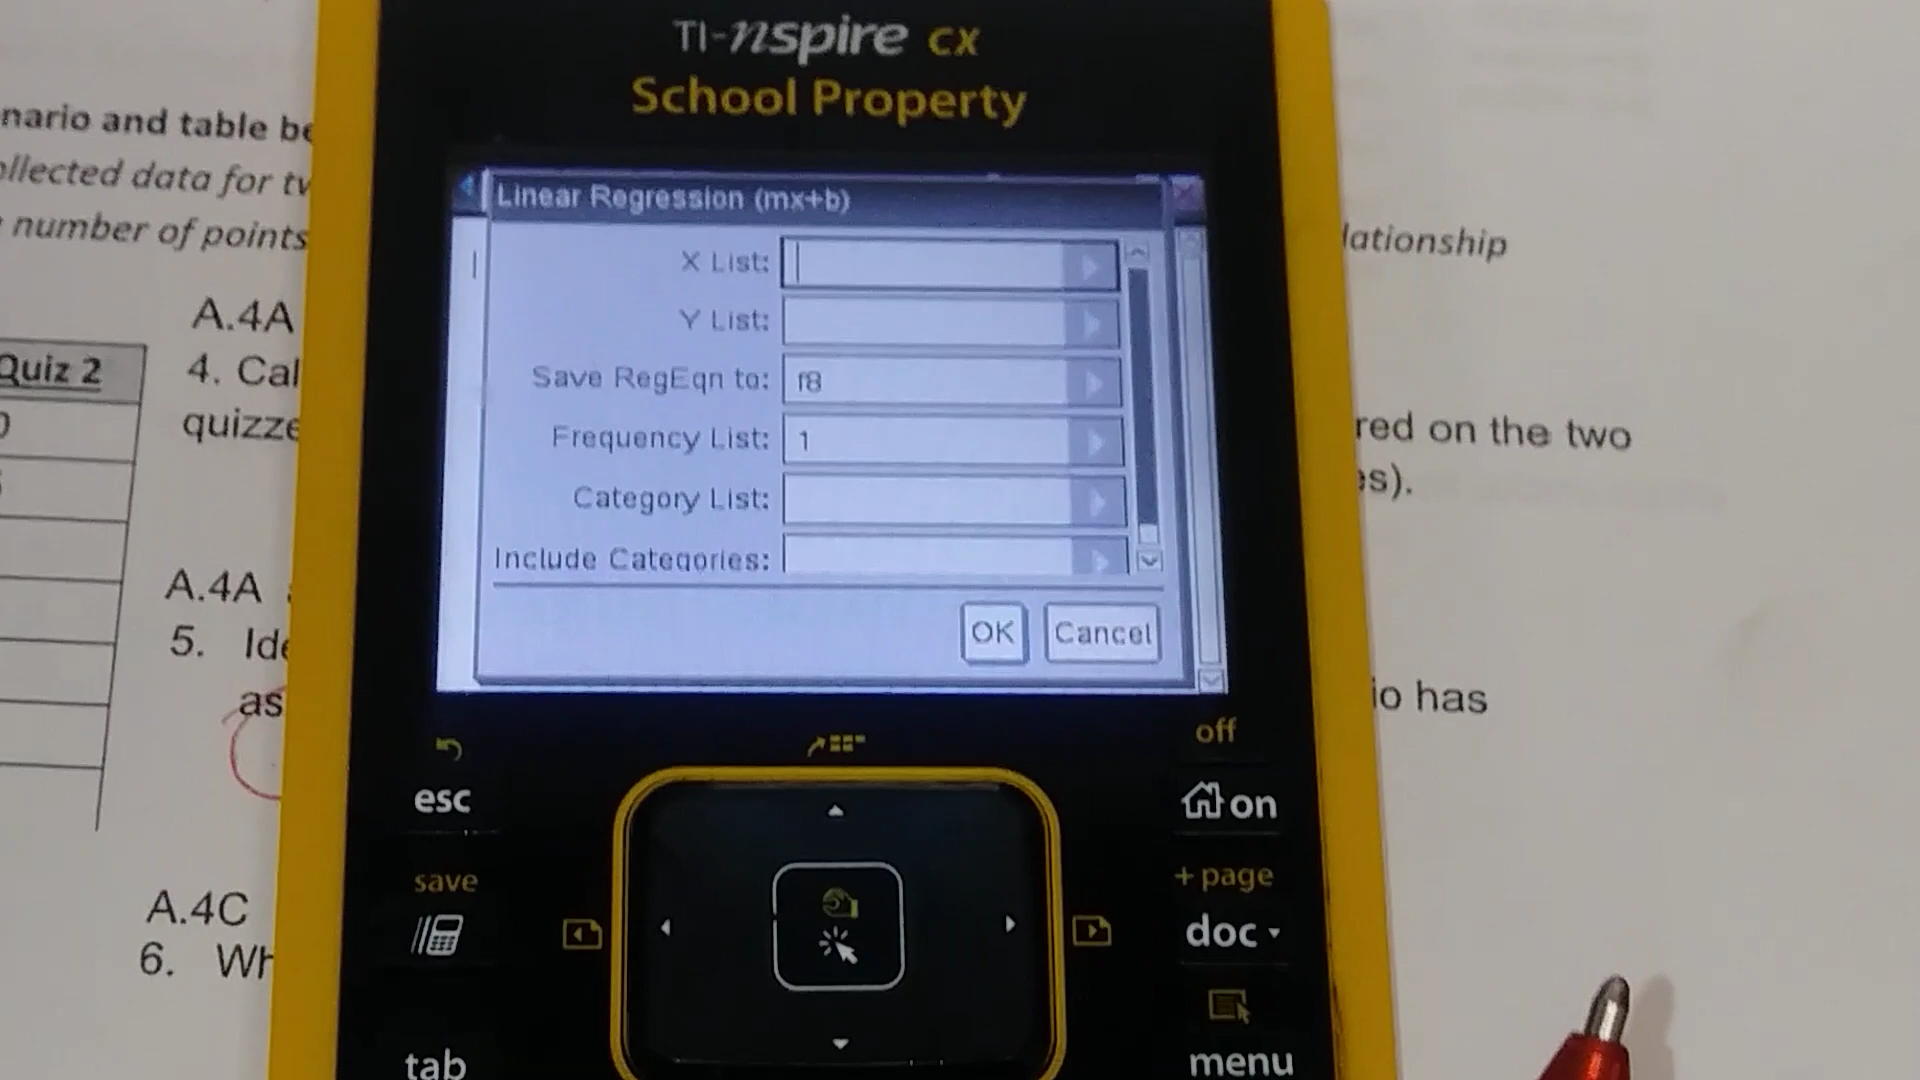 TI-nspire CX
School Property
nario and table be
ollected data for tw
number of points
lationship
Linear Regression (mx+b)
X List:
Y List:
Save RegEqn to: f8
Frequency List: 1
Category List:
Include Categories:
OK Cancel
A.4A
Quiz 2
4. Cal
quizze
red on the two
es).
A.4A
5. Ide
as
io has
A.4C
6. Wh
off
esc
on
save
+ page
doc
tab
menu